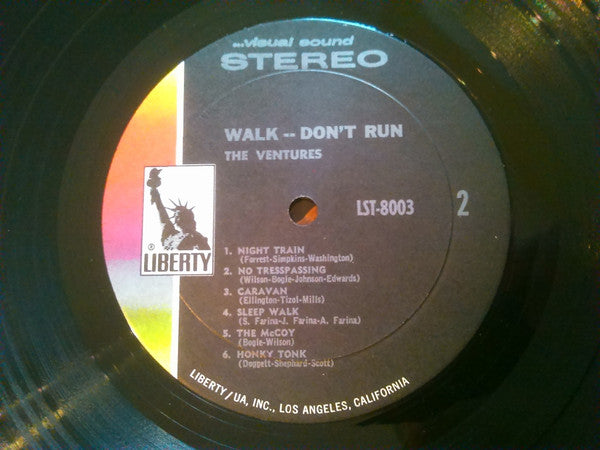 ...visual sound
STEREO
WALK -- DON'T RUN
THE VENTURES
LST-8003
2
® LIBERTY
1. NIGHT TRAIN
(Forrest-Simpkins-Washington)
2. NO TRESSPASSING
(Wilson-Bogle-Johnson-Edwards)
3. CARAVAN
(Ellington-Tizol-Mills)
4. SLEEP WALK
(S. Farina-J. Farina-A. Farina)
5. THE McCOY
(Bogle-Wilson)
6. HONKY TONK
(Doggett-Shephard-Scott)
LIBERTY/UA, INC., LOS ANGELES, CALIFORNIA